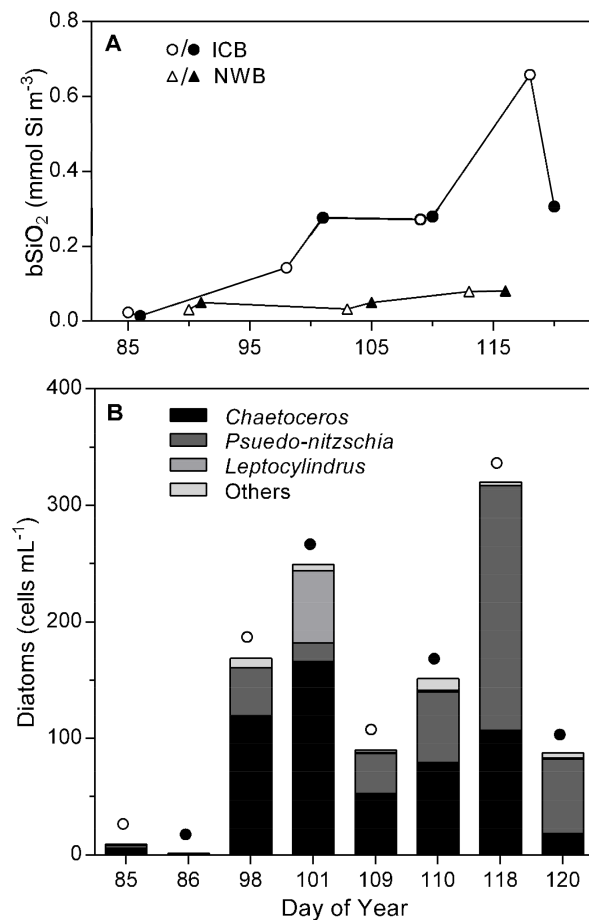 A
○/● ICB
△/▲ NWB
bSiO₂ (mmol Si m⁻³)
0.8
0.6
0.4
0.2
0.0
85 95 105 115
B
Chaetoceros
Psuedo-nitzschia
Leptocylindrus
Others
Diatoms (cells mL⁻¹)
400
300
200
100
0
85 86 98 101 109 110 118 120
Day of Year